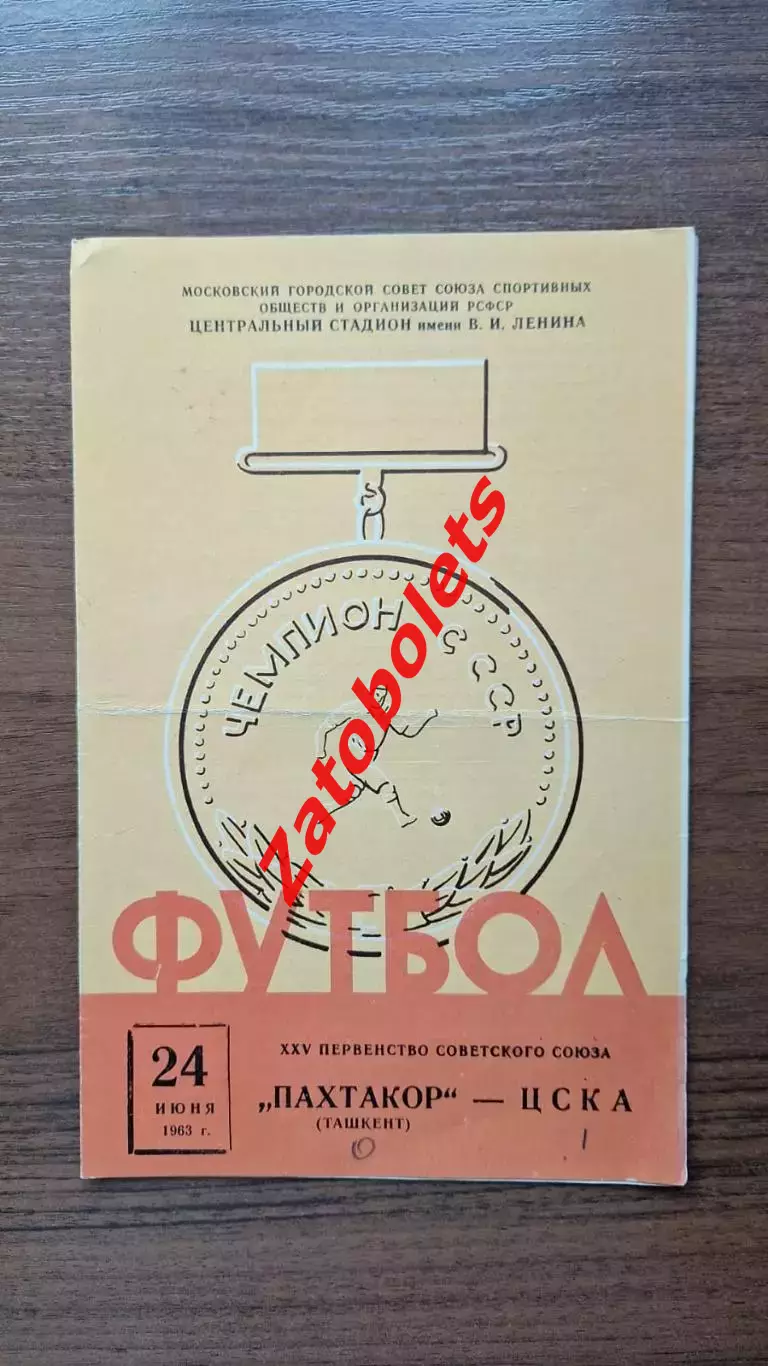 МОСКОВСКИЙ ГОРОДСКОЙ СОВЕТ СОЮЗА СПОРТИВНЫХ
ОБЩЕСТВ И ОРГАНИЗАЦИЙ РСФСР
ЦЕНТРАЛЬНЫЙ СТАДИОН имени В. И. ЛЕНИНА
ЧЕМПИОН СССР
Zatobolets
ФУТБОЛ
24
ИЮНЯ
1963 г.
XXV ПЕРВЕНСТВО СОВЕТСКОГО СОЮЗА
„ПАХТАКОР“ — ЦСКА
(ТАШКЕНТ)
0 1